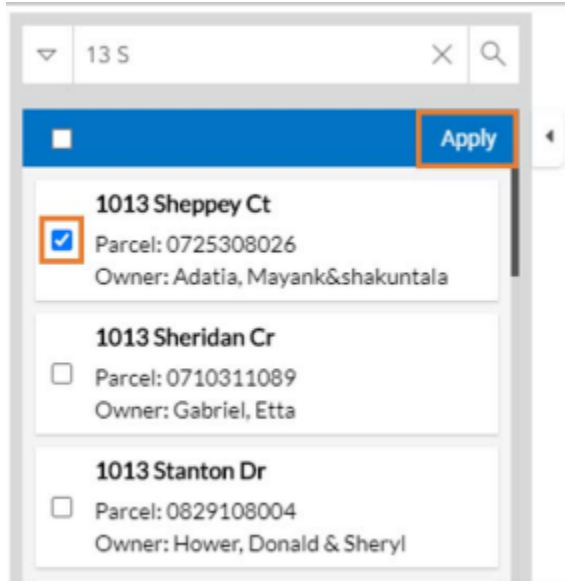 13 S
Apply
1013 Sheppey Ct
Parcel: 0725308026
Owner: Adatia, Mayank&shakuntala
1013 Sheridan Cr
Parcel: 0710311089
Owner: Gabriel, Etta
1013 Stanton Dr
Parcel: 0829108004
Owner: Hower, Donald & Sheryl